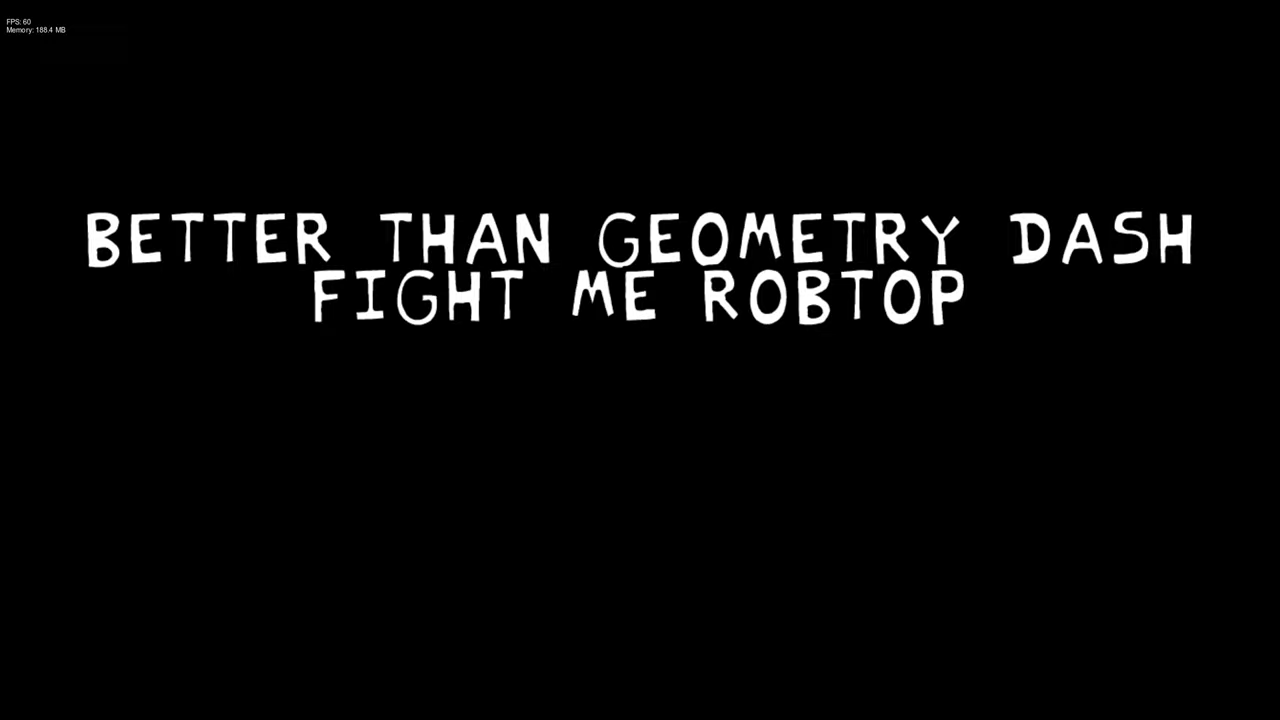 FPS: 60
Memory: 188.4 MB
BETTER THAN GEOMETRY DASH
FIGHT ME ROBTOP